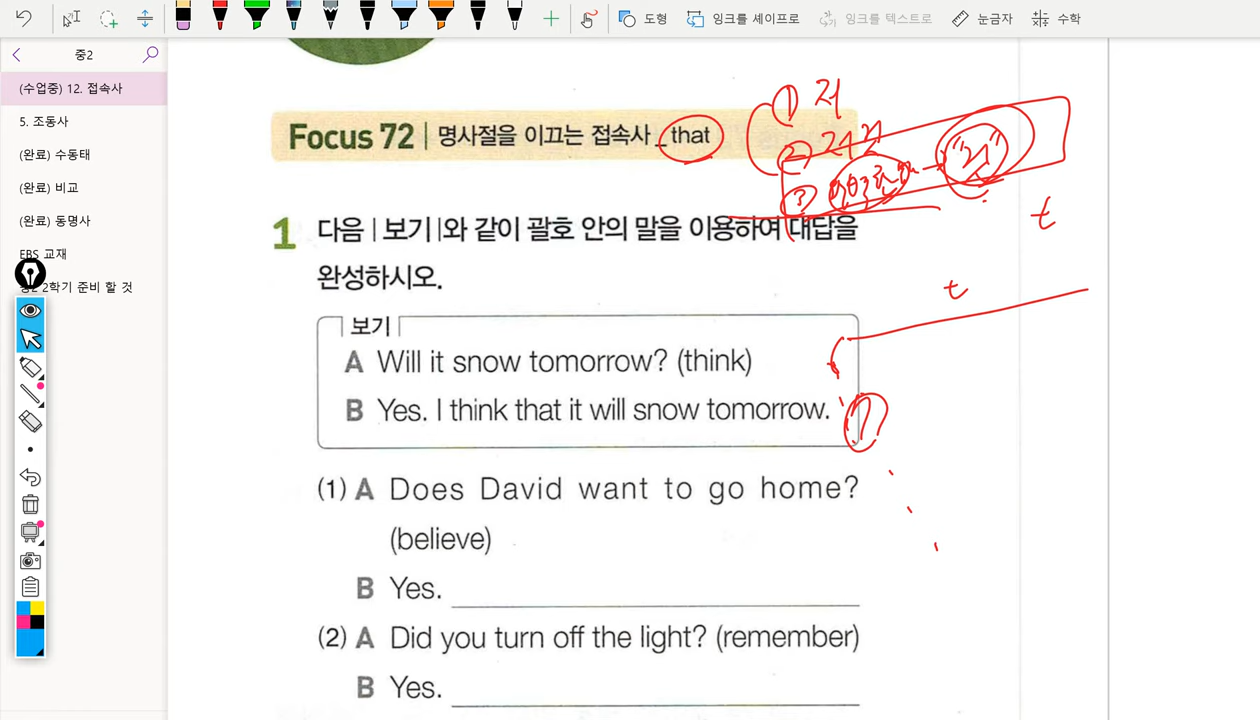 도형
잉크를 셰이프로
잉크를 텍스트로
눈금자
수학
중2
(수업중) 12. 접속사
5. 조동사
(완료) 수동태
(완료) 비교
(완료) 동명사
EBS 교재
2학기 준비 할 것
Focus 72 | 명사절을 이끄는 접속사 _ that
① 저
②
③
t
1 다음 | 보기 |와 같이 괄호 안의 말을 이용하여 대답을
완성하시오.
t
보기
A Will it snow tomorrow? (think)
B Yes. I think that it will snow tomorrow.
(1) A Does David want to go home?
(believe)
B Yes.
(2) A Did you turn off the light? (remember)
B Yes.